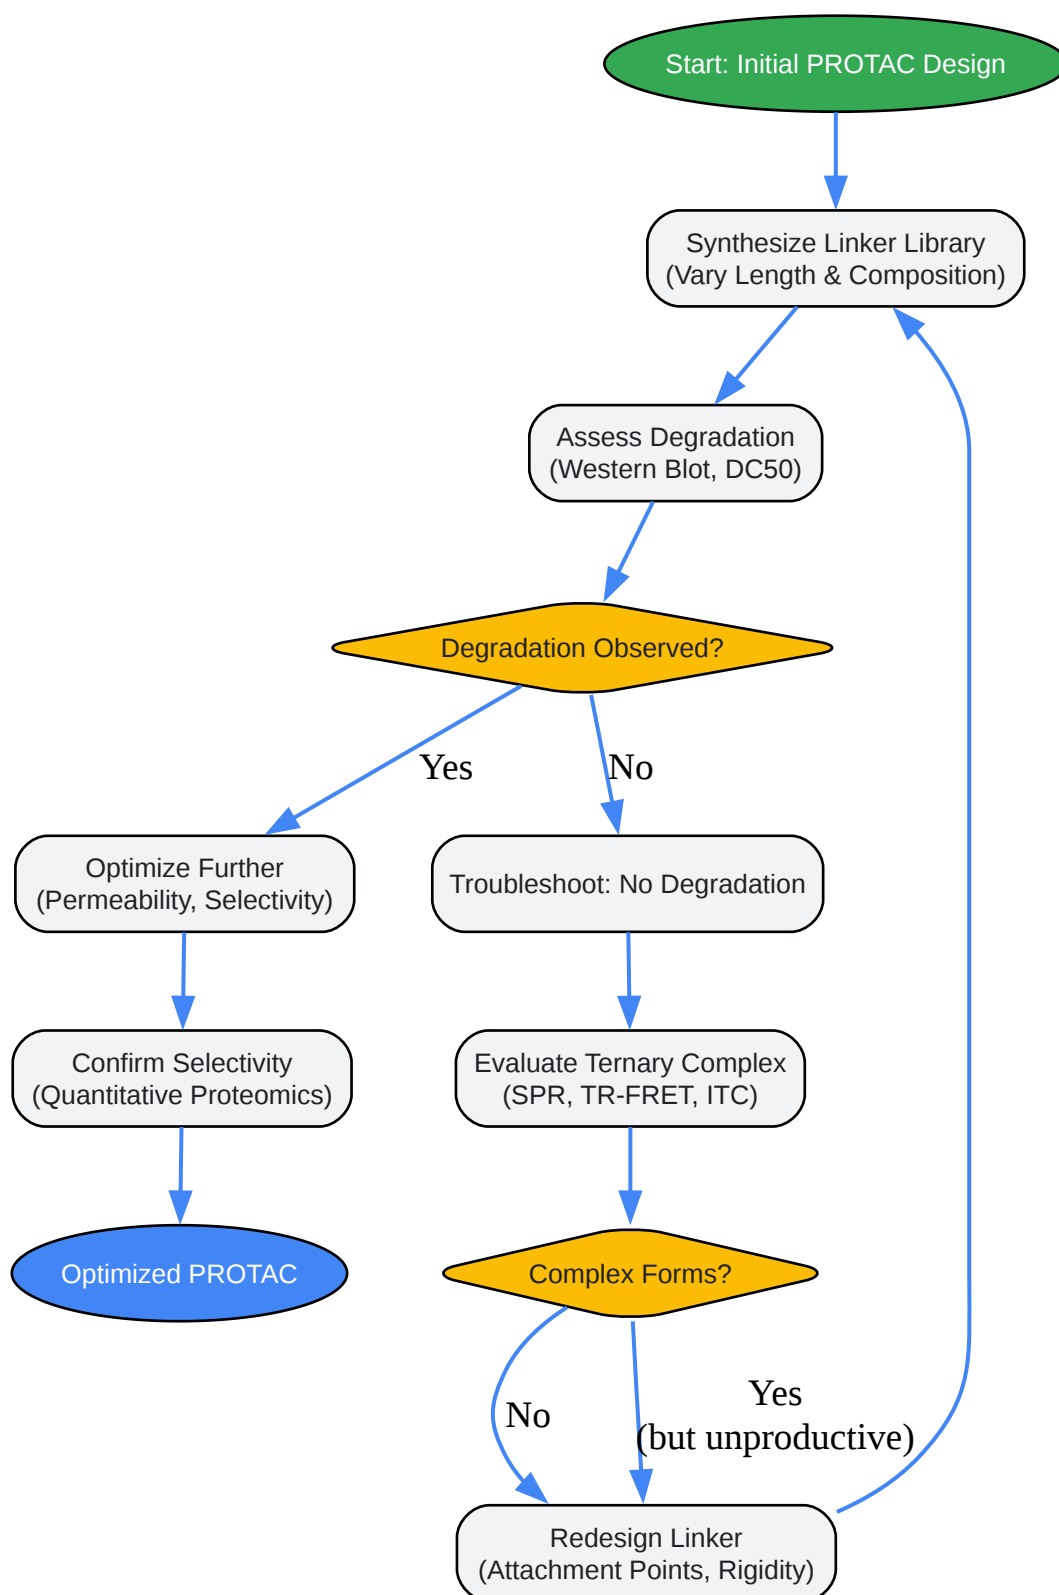 Start: Initial PROTAC Design
Synthesize Linker Library
(Vary Length & Composition)
Assess Degradation
(Western Blot, DC50)
Degradation Observed?
Yes
No
Optimize Further
(Permeability, Selectivity)
Troubleshoot: No Degradation
Confirm Selectivity
(Quantitative Proteomics)
Evaluate Ternary Complex
(SPR, TR-FRET, ITC)
Optimized PROTAC
Complex Forms?
No
Yes
(but unproductive)
Redesign Linker
(Attachment Points, Rigidity)